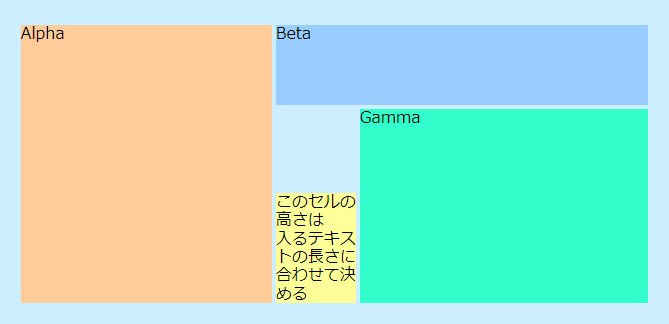 Alpha
Beta
Gamma
このセルの
高さは
入るテキス
トの長さに
合わせて決
める